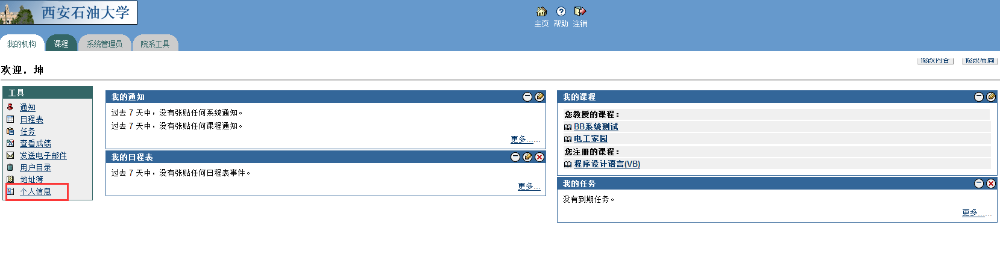 西安石油大学
主页 帮助 注销
我的机构 课程 系统管理员 院系工具
修改内容 修改布局
欢迎，坤
工具
通知
日程表
任务
查看成绩
发送电子邮件
用户目录
地址簿
个人信息
我的通知
过去 7 天中，没有张贴任何系统通知。
过去 7 天中，没有张贴任何课程通知。
更多......
我的日程表
过去 7 天中，没有张贴任何日程表事件。
更多...
我的课程
您教授的课程：
BB系统测试
电工家园
您注册的课程：
程序设计语言(VB)
我的任务
没有到期任务。
更多......